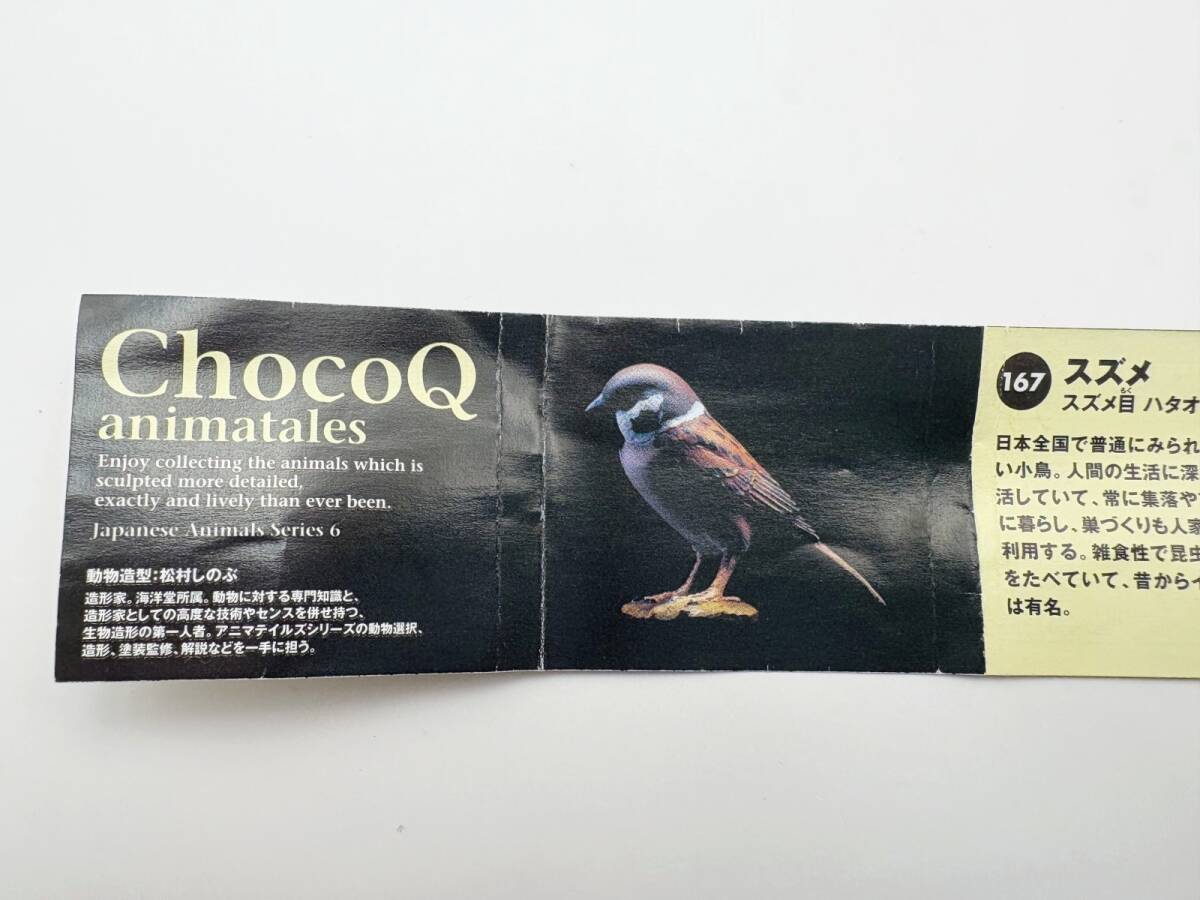 ChocoQ
animatales
Enjoy collecting the animals which is
sculpted more detailed,
exactly and lively than ever been.
Japanese Animals Series 6
動物造型:松村しのぶ
造形家。海洋堂所属。動物に対する専門知識と、
造形家としての高度な技術やセンスを併せ持つ、
生物造形の第一人者。アニマテイルズシリーズの動物選択、
造形、塗装監修、解説などを一手に担う。
167 スズメ
もく
スズメ目 ハタオ
日本全国で普通にみられ
い小鳥。人間の生活に深
活していて、常に集落や
に暮らし、巣づくりも人家
利用する。雑食性で昆虫
をたべていて、昔からイ
は有名。